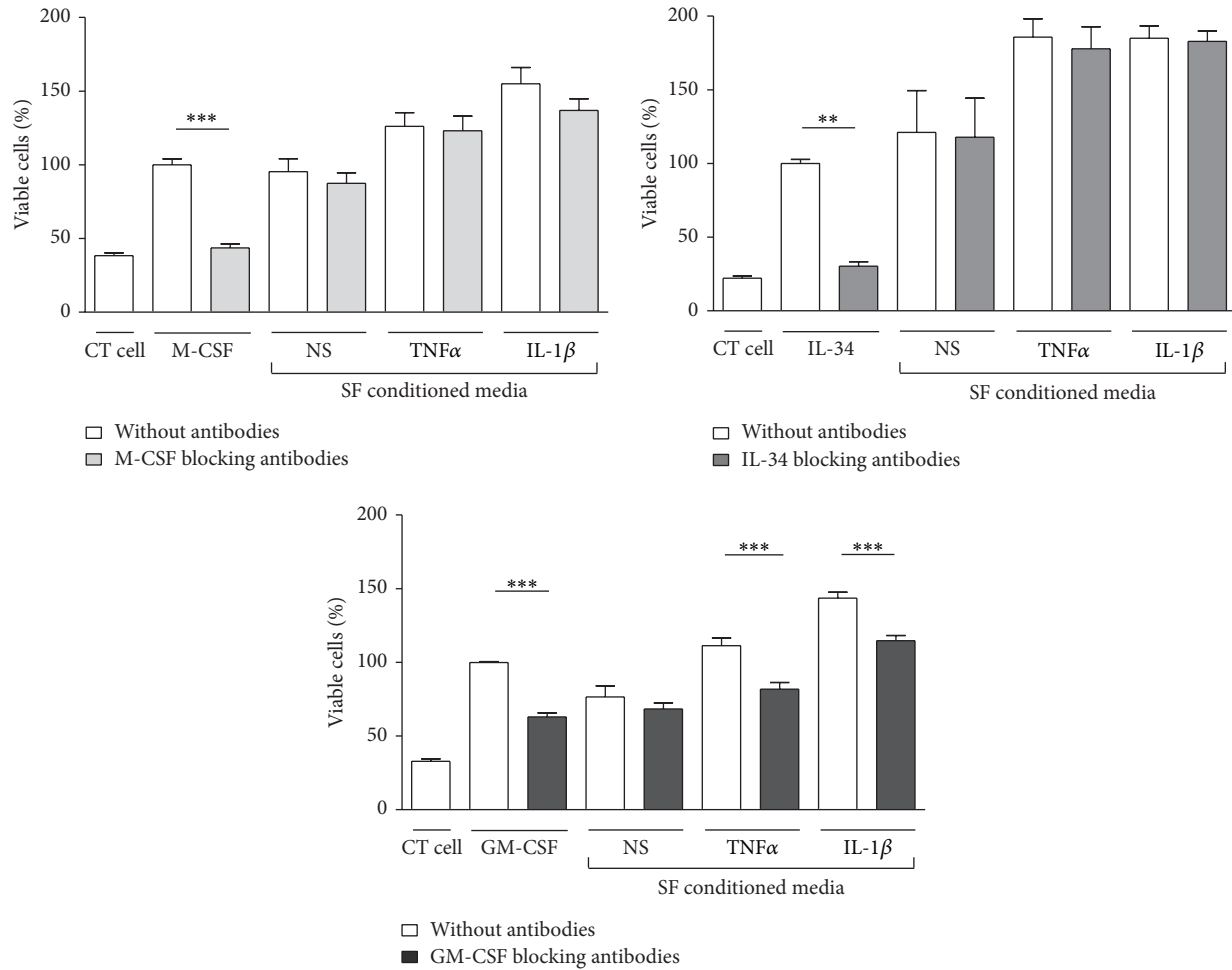 Viable cells (%)
200
150
100
50
0
***
CT cell M-CSF NS TNFα IL-1β
SF conditioned media
Without antibodies
M-CSF blocking antibodies
Viable cells (%)
200
150
100
50
0
**
CT cell IL-34 NS TNFα IL-1β
SF conditioned media
Without antibodies
IL-34 blocking antibodies
Viable cells (%)
200
150
100
50
0
*** *** ***
CT cell GM-CSF NS TNFα IL-1β
SF conditioned media
Without antibodies
GM-CSF blocking antibodies